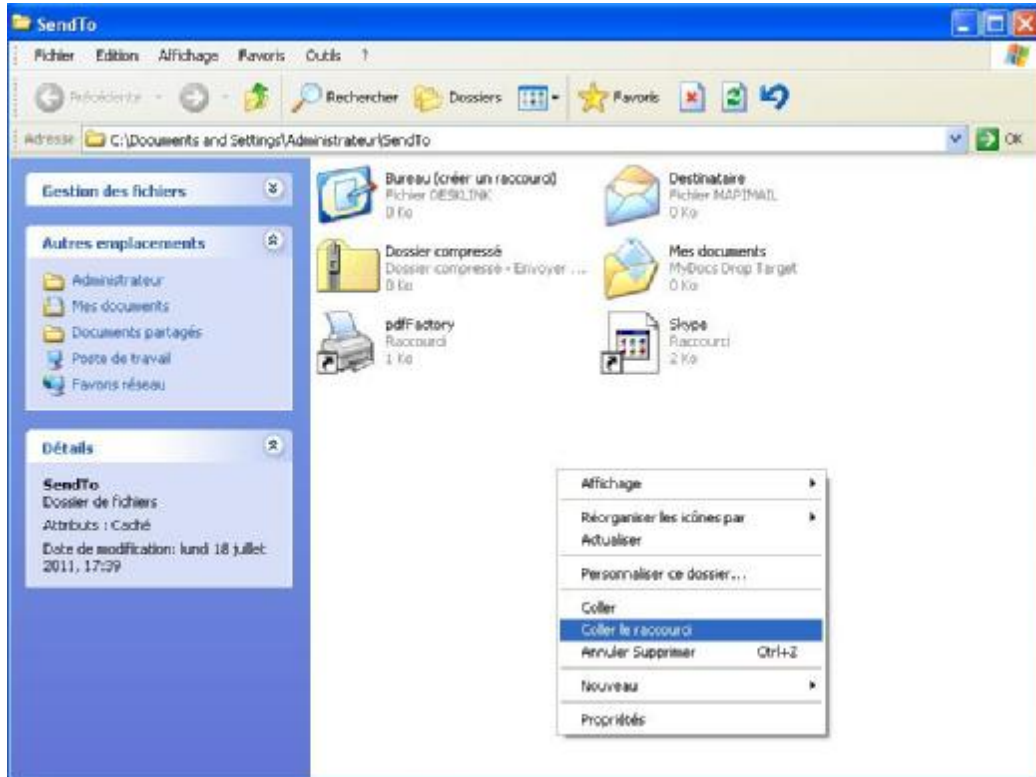 SendTo
Fichier Edition Affichage Favoris Outils ?
Précédente Rechercher Dossiers Favoris
Adresse C:\Documents and Settings\Administrateur\SendTo OK
Gestion des fichiers
Autres emplacements
Administrateur
Mes documents
Documents partagés
Poste de travail
Favoris réseau
Détails
SendTo
Dossier de fichiers
Attributs : Caché
Date de modification: lundi 18 juillet
2011, 17:39
Bureau (créer un raccourci)
Fichier DESKLINK
0 Ko
Destinataire
Fichier MAPIMAIL
0 Ko
Dossier compressé
Dossier compressé - Envoyer ...
0 Ko
Mes documents
MyDocs Drop Target
0 Ko
pdfFactory
Raccourci
1 Ko
Skype
Raccourci
2 Ko
Affichage
Réorganiser les icônes par
Actualiser
Personnaliser ce dossier...
Coller
Coller le raccourci
Annuler Supprimer Ctrl+Z
Nouveau
Propriétés